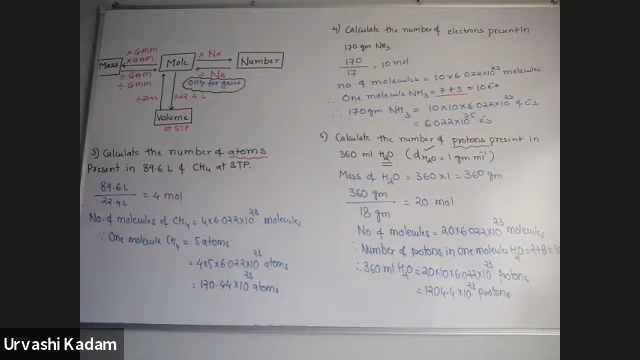 × GMM
× GAM
× NA
Mass
Mole
Number
÷ GAM
÷ GMM
÷ NA
Only for gases
÷22.4L
×22.4 L
Volume
at STP
3) Calculate the number of atoms
Present in 89.6 L of CH4 at STP.
89.6L
22.4L
= 4 mol
No. of molecules of CH4 = 4×6.022×10^23 molecules
∴ One molecule CH4 = 5 atoms
= 4×5×6.022×10^23 atoms
= 120.44×10^23 atoms
4) Calculate the number of electrons present in
170 gm NH3
170
17
= 10 mol
no. of molecules = 10×6.022×10^23 molecules
∴ One molecule NH3 = 7+3 = 10 e̅s
∴ 170 gm NH3 = 10×10×6.022×10^23 e̅s
= 6.022×10^25 e̅s
5) Calculate the number of protons present in
360 ml H2O (dH2O = 1 gm ml⁻¹)
Mass of H2O = 360×1 = 360 gm
360 gm
18 gm
= 20 mol
No. of molecules = 20×6.022×10^23
∴ Number of protons in one molecule H2O = 2+8 = 10
∴ 360 ml H2O = 20×10×6.022×10^23 protons
= 1204.4×10^23 protons
Urvashi Kadam